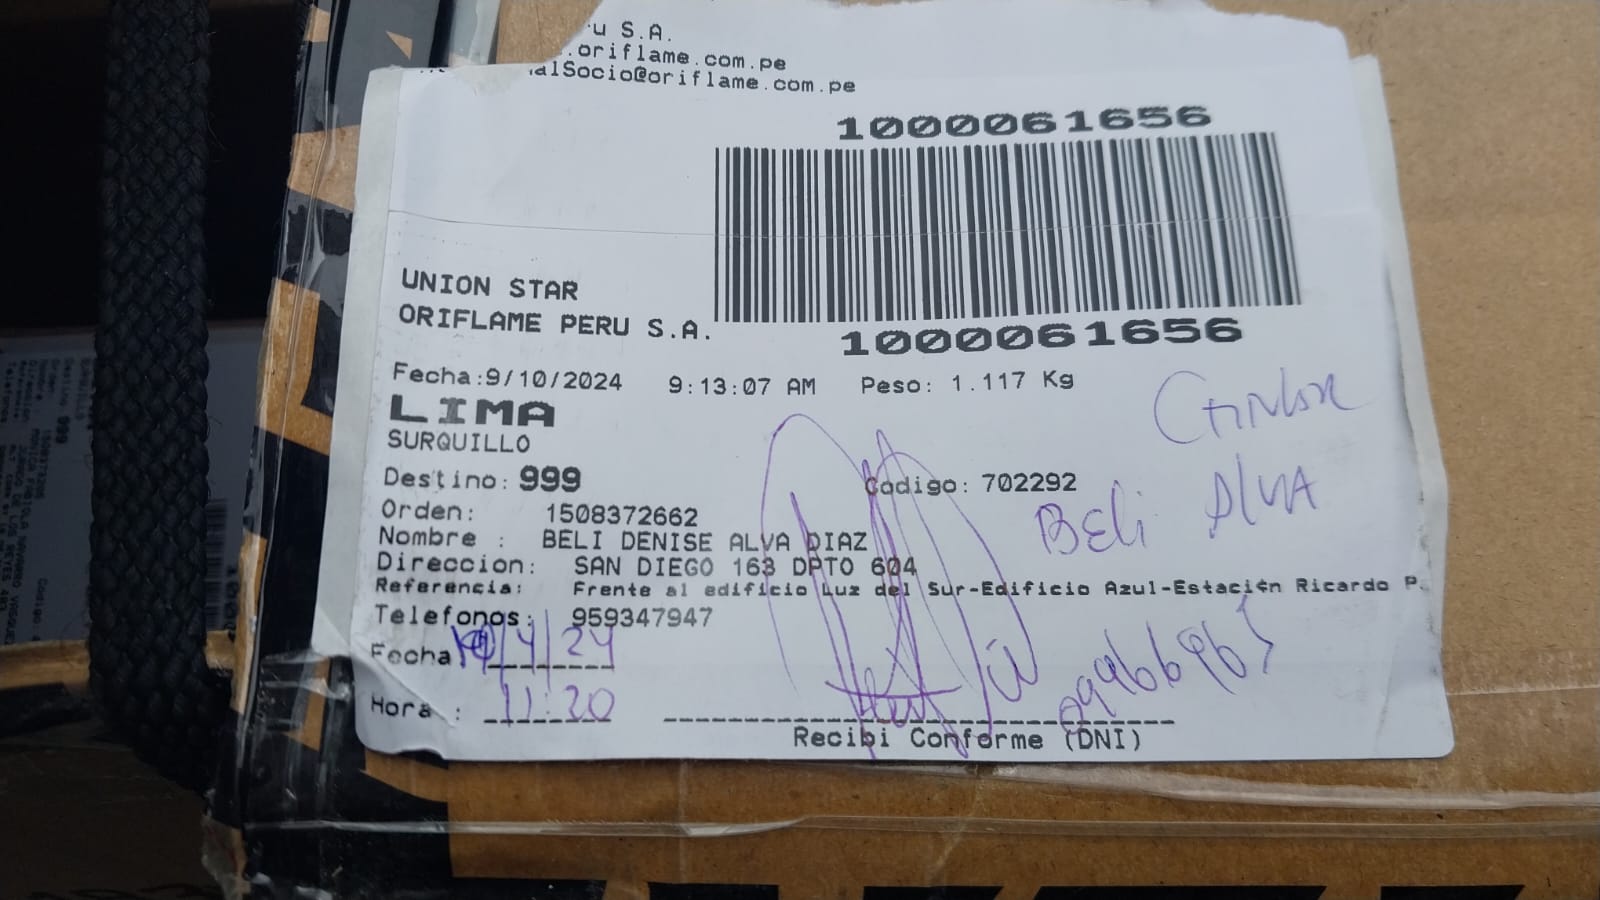 u S.A.
.oriflame.com.pe
alSocio@oriflame.com.pe
1000061656
1000061656
UNION STAR
ORIFLAME PERU S.A.
Fecha:9/10/2024 9:13:07 AM Peso: 1.117 Kg
LIMA
SURQUILLO
Destino: 999 Codigo: 702292
Orden: 1508372662
Nombre : BELI DENISE ALVA DIAZ
Direccion: SAN DIEGO 163 DPTO 604
Referencia: Frente al edificio Luz del Sur-Edificio Azul-Estación Ricardo P.
Telefonos: 959347947
Fecha /4/24
Hora : 11:20
Beli Alva
Recibi Conforme (DNI)